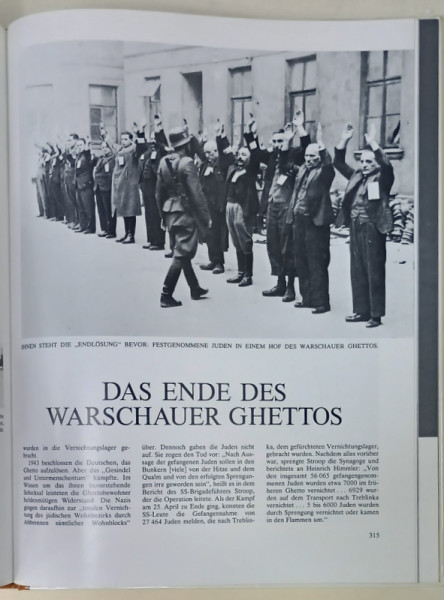 IHNEN STEHT DIE „ENDLÖSUNG" BEVOR: FESTGENOMMENE JUDEN IN EINEM HOF DES WARSCHAUER GHETTOS.
DAS ENDE DES
WARSCHAUER GHETTOS
wurden in die Vernichtungslager ge-
bracht.
1943 beschlossen die Deutschen, das
Ghetto aufzulösen. Aber das „Gesindel
und Untermenschentum" kämpfte. Im
Wissen um das ihnen bevorstehende
Schicksal leisteten die Ghettobewohner
heldenmütigen Widerstand. Die Nazis
gingen daraufhin zur „totalen Vernich-
tung des jüdischen Wohnbezirks durch
Abbrennen sämtlicher Wohnblocks"
über. Dennoch gaben die Juden nicht
auf. Sie zogen den Tod vor: „Nach Aus-
sage der gefangenen Juden sollen in den
Bunkern [viele] von der Hitze und dem
Qualm und von den erfolgten Sprengun-
gen irre geworden sein", heißt es in dem
Bericht des SS-Brigadeführers Stroop,
der die Operation leitete. Als der Kampf
am 25. April zu Ende ging, konnten die
SS-Leute die Gefangennahme von
27 464 Juden melden, die nach Treblin-
ka, dem gefürchteten Vernichtungslager,
gebracht wurden. Nachdem alles vorüber
war, sprengte Stroop die Synagoge und
berichtete an Heinrich Himmler: „Von
den insgesamt 56 065 gefangengenom-
menen Juden wurden etwa 7000 im frü-
heren Ghetto vernichtet . . . 6929 wur-
den auf dem Transport nach Treblinka
vernichtet . . . 5 bis 6000 Juden wurden
durch Sprengung vernichtet oder kamen
in den Flammen um."
315